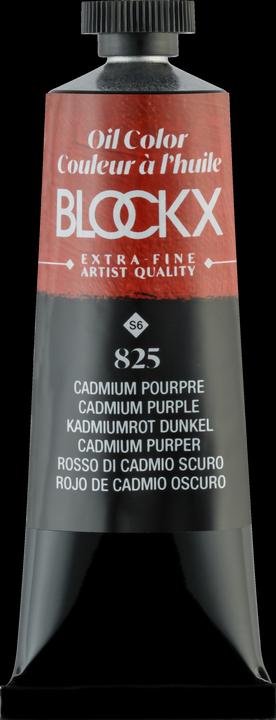 Oil Color
Couleur à l'huile
BLOCKX
EXTRA-FINE
ARTIST QUALITY
S6
825
CADMIUM POURPRE
CADMIUM PURPLE
KADMIUMROT DUNKEL
CADMIUM PURPER
ROSSO DI CADMIO SCURO
ROJO DE CADMIO OSCURO